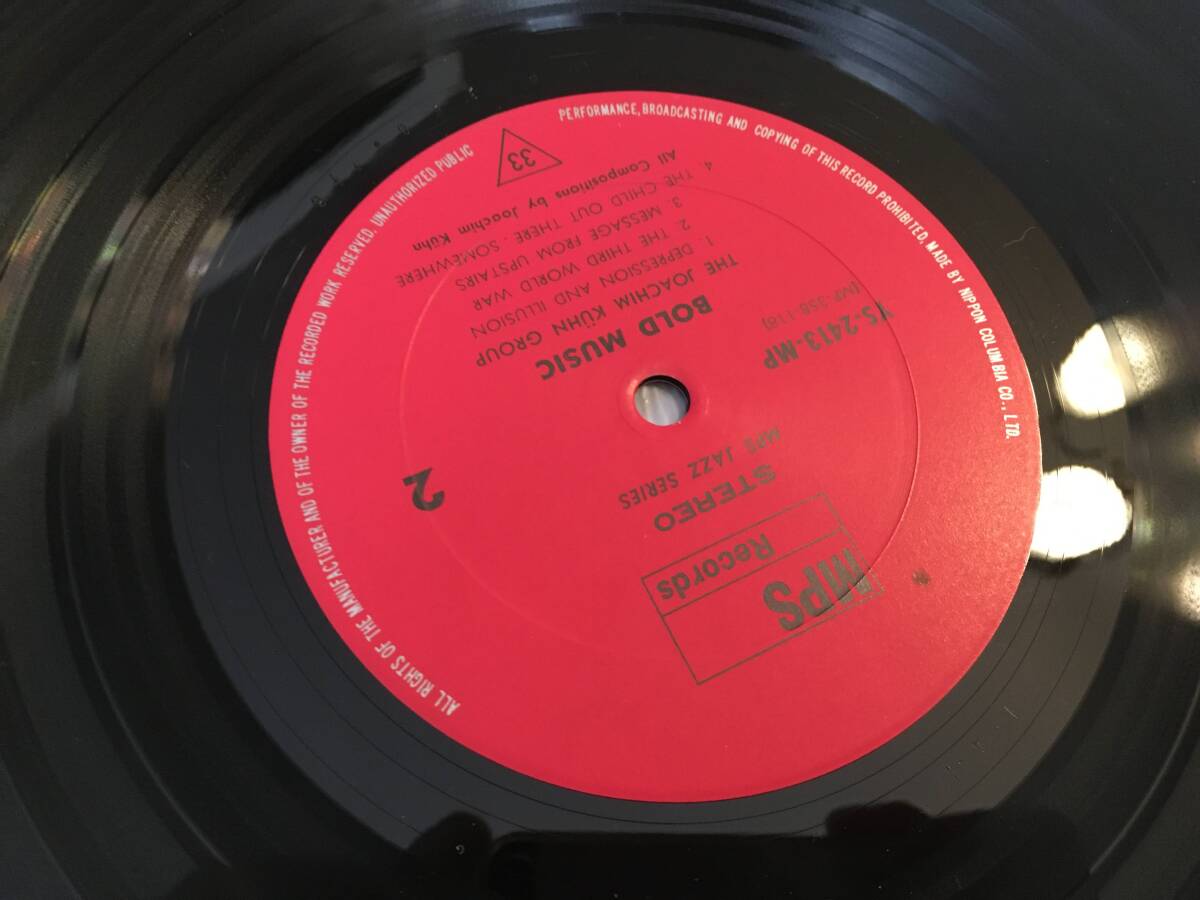 MPS
Records
STEREO
MPS JAZZ SERIES
2
YS-2413-MP
(MF-358-118)
BOLD MUSIC
THE JOACHIM KÜHN GROUP
1. DEPRESSION AND ILLUSION
2. THE THIRD WORLD WAR
3. MESSAGE FROM UPSTAIRS
4. THE CHILD OUT THERE. SOMEWHERE
All Compositions by Joachim Kühn
33
ALL RIGHTS OF THE MANUFACTURER AND OF THE OWNER OF THE RECORDED WORK RESERVED. UNAUTHORIZED PUBLIC PERFORMANCE, BROADCASTING AND COPYING OF THIS RECORD PROHIBITED. MADE BY NIPPON COLUMBIA CO., LTD.